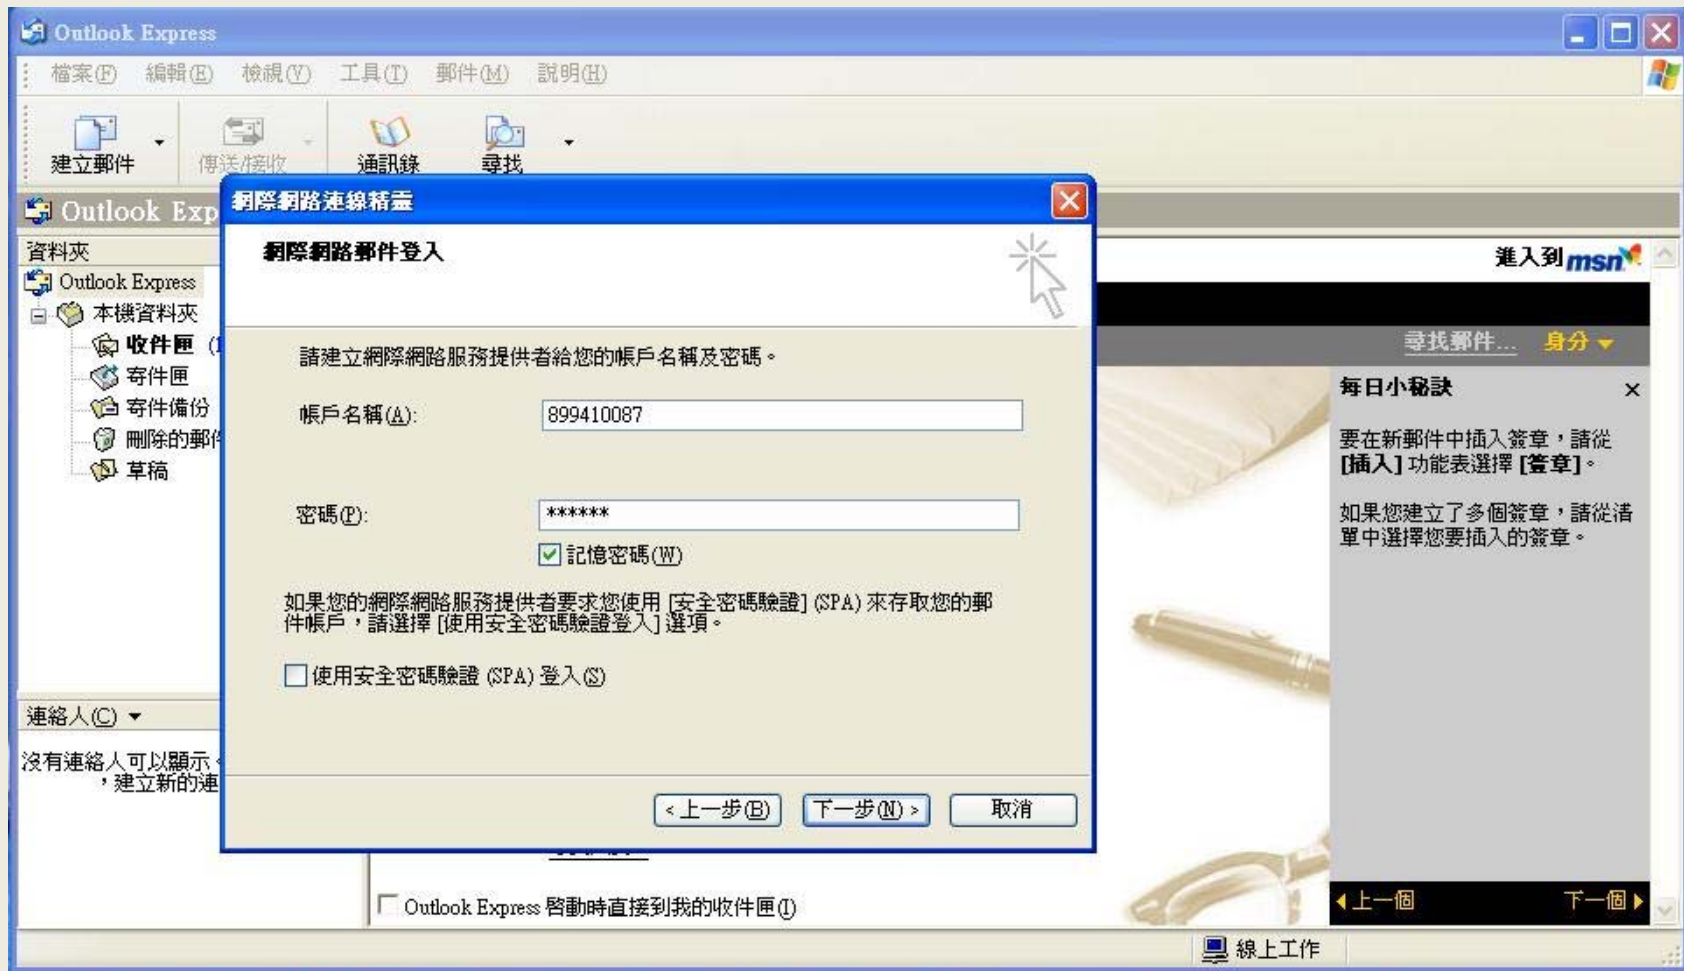 Outlook Express
檔案(F) 編輯(E) 檢視(V) 工具(T) 郵件(M) 說明(H)
建立郵件 傳送/接收 通訊錄 尋找
Outlook Exp
網際網路連線精靈
網際網路郵件登入
請建立網際網路服務提供者給您的帳戶名稱及密碼。
帳戶名稱(A): 899410087
密碼(P): ******
記憶密碼(W)
如果您的網際網路服務提供者要求您使用 [安全密碼驗證] (SPA) 來存取您的郵
件帳戶，請選擇 [使用安全密碼驗證登入] 選項。
使用安全密碼驗證 (SPA) 登入(S)
<上一步(B) 下一步(N)> 取消
資料夾
Outlook Express
本機資料夾
收件匣
寄件匣
寄件備份
刪除的郵件
草稿
連絡人(C)
沒有連絡人可以顯示。
，建立新的連
進入到 msn
尋找郵件... 身分
每日小秘訣 ×
要在新郵件中插入簽章，請從
[插入] 功能表選擇 [簽章]。
如果您建立了多個簽章，請從清
單中選擇您要插入的簽章。
上一個 下一個
Outlook Express 啓動時直接到我的收件匣(I)
線上工作